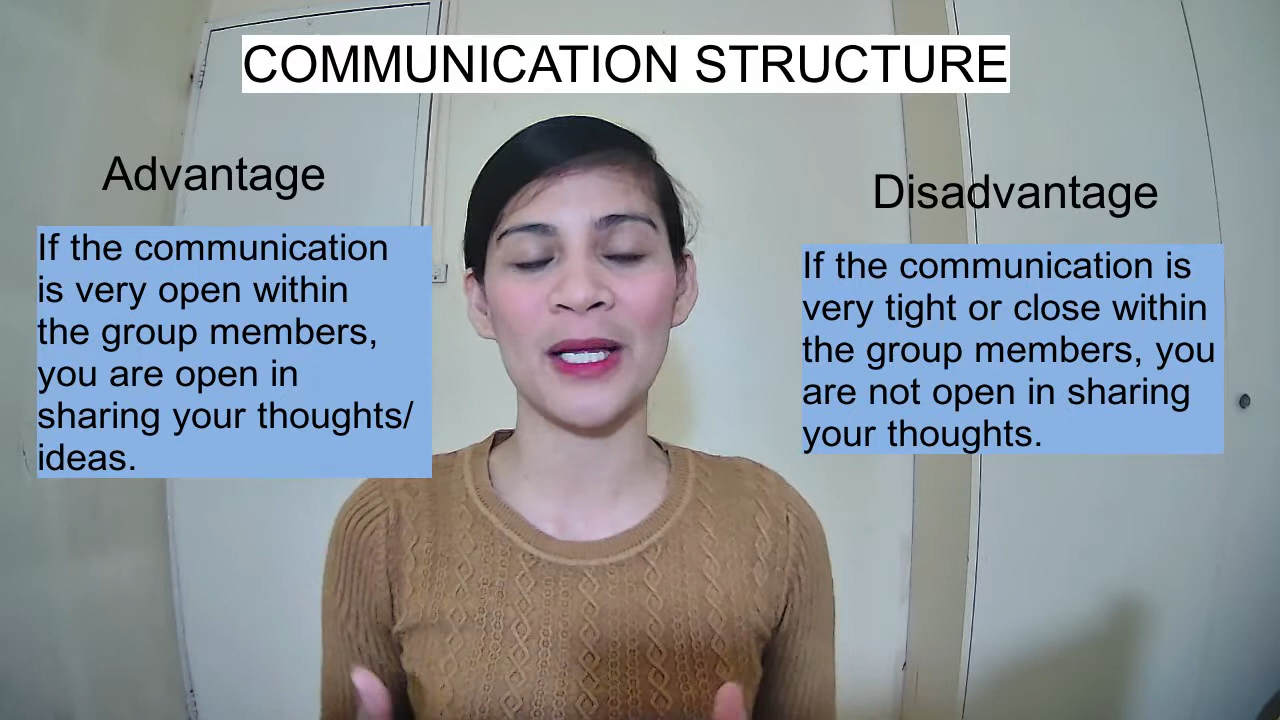 COMMUNICATION STRUCTURE
Advantage
If the communication
is very open within
the group members,
you are open in
sharing your thoughts/
ideas.
Disadvantage
If the communication is
very tight or close within
the group members, you
are not open in sharing
your thoughts.